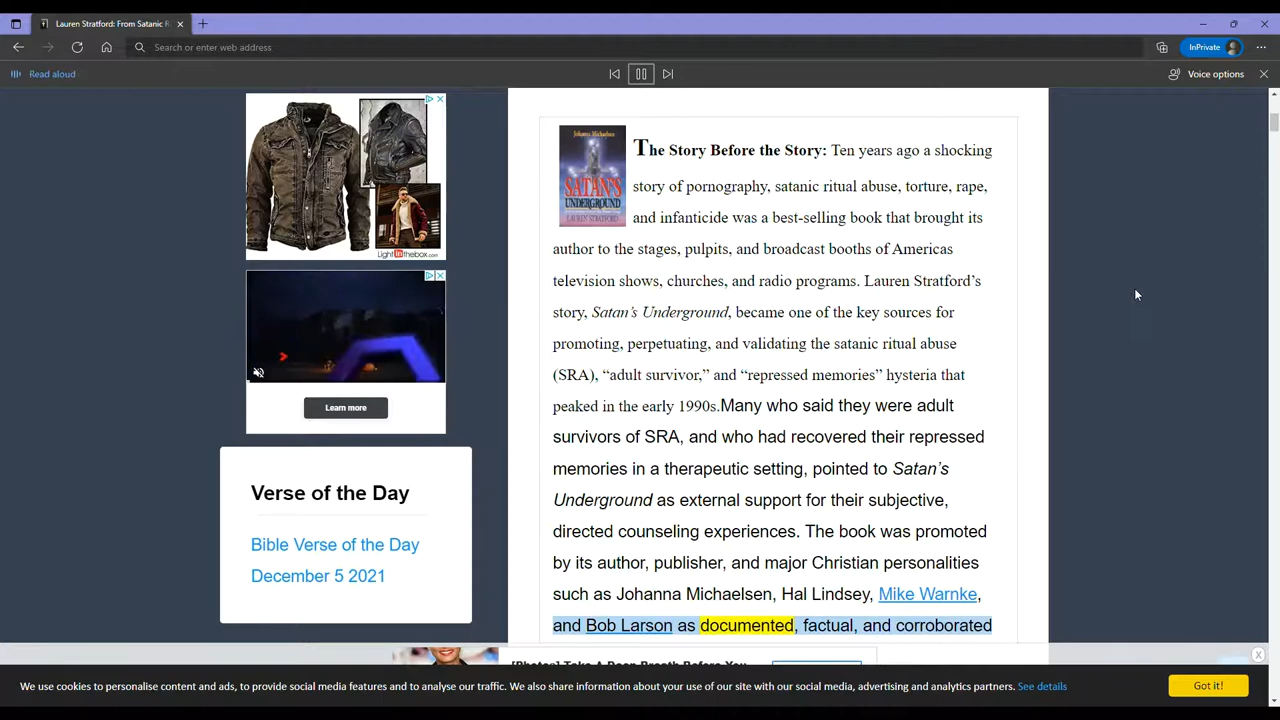 Lauren Stratford: From Satanic R
Search or enter web address
InPrivate
Read aloud
Voice options
LightInthebox.com
Learn more
Verse of the Day
Bible Verse of the Day
December 5 2021
Johanna Michaelsen
SATAN'S
UNDERGROUND
LAUREN STRATFORD
The Story Before the Story: Ten years ago a shocking
story of pornography, satanic ritual abuse, torture, rape,
and infanticide was a best-selling book that brought its
author to the stages, pulpits, and broadcast booths of Americas
television shows, churches, and radio programs. Lauren Stratford’s
story, Satan’s Underground, became one of the key sources for
promoting, perpetuating, and validating the satanic ritual abuse
(SRA), “adult survivor,” and “repressed memories” hysteria that
peaked in the early 1990s.Many who said they were adult
survivors of SRA, and who had recovered their repressed
memories in a therapeutic setting, pointed to Satan’s
Underground as external support for their subjective,
directed counseling experiences. The book was promoted
by its author, publisher, and major Christian personalities
such as Johanna Michaelsen, Hal Lindsey, Mike Warnke,
and Bob Larson as documented, factual, and corroborated
[Photos] Take A Deep Breath Before You
We use cookies to personalise content and ads, to provide social media features and to analyse our traffic. We also share information about your use of our site with our social media, advertising and analytics partners. See details
Got it!